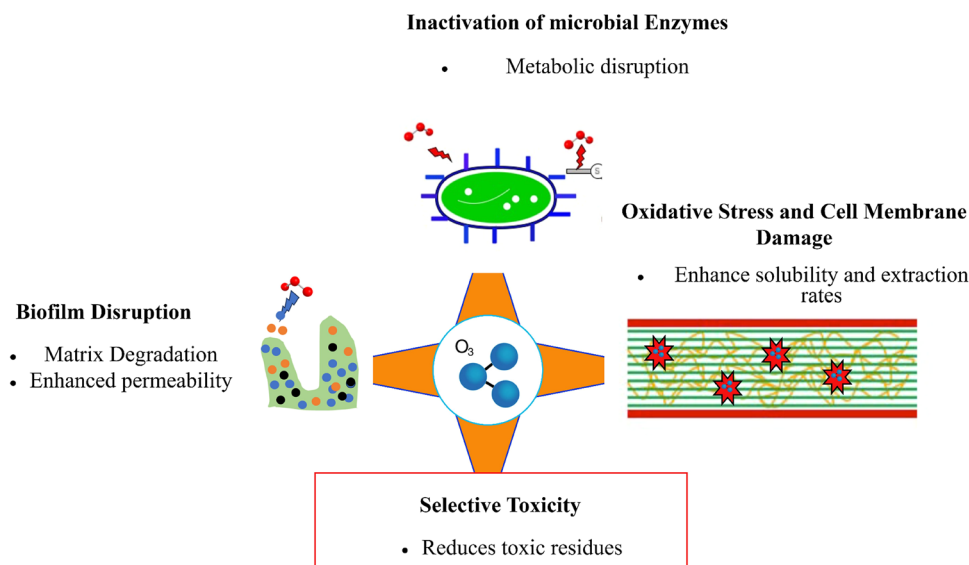 Inactivation of microbial Enzymes
• Metabolic disruption
S
Oxidative Stress and Cell Membrane
Damage
• Enhance solubility and extraction
rates
Biofilm Disruption
• Matrix Degradation
• Enhanced permeability
O₃
Selective Toxicity
• Reduces toxic residues